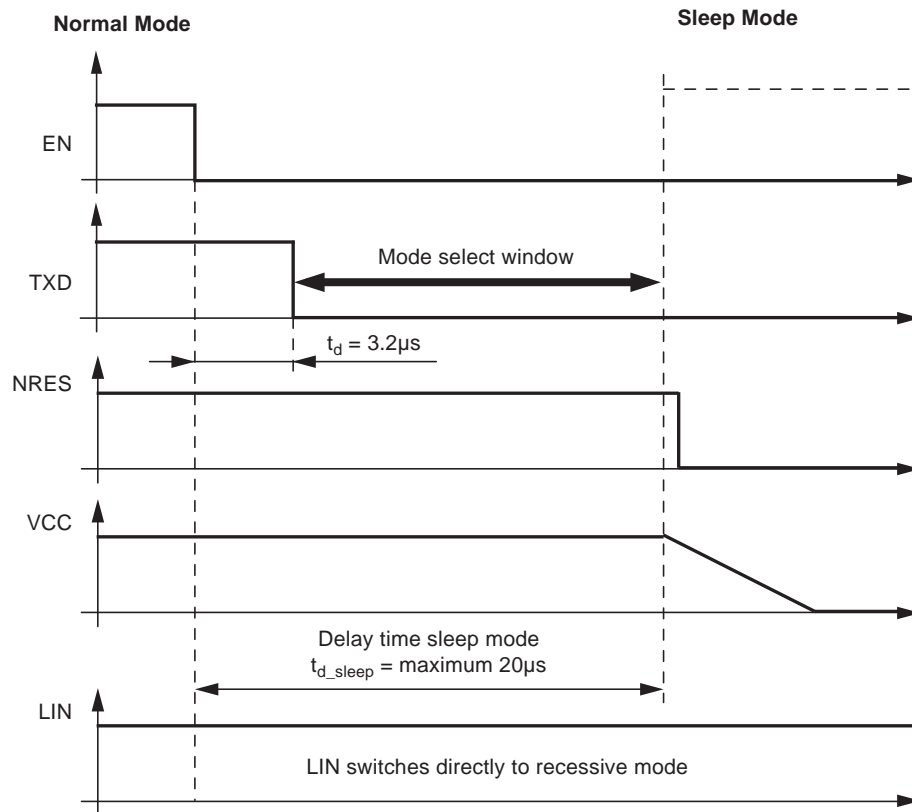 Normal Mode
Sleep Mode
EN
TXD
Mode select window
t_d = 3.2µs
NRES
VCC
Delay time sleep mode
t_d_sleep = maximum 20µs
LIN
LIN switches directly to recessive mode